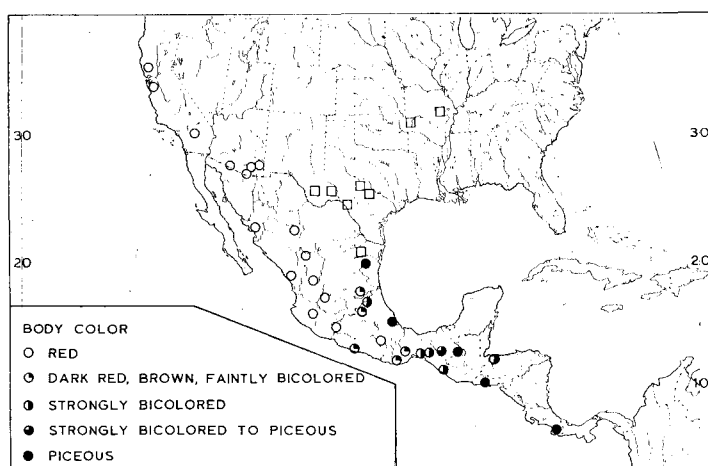 30
30
20
20
10
BODY COLOR
RED
DARK RED, BROWN, FAINTLY BICOLORED
STRONGLY BICOLORED
STRONGLY BICOLORED TO PICEOUS
PICEOUS